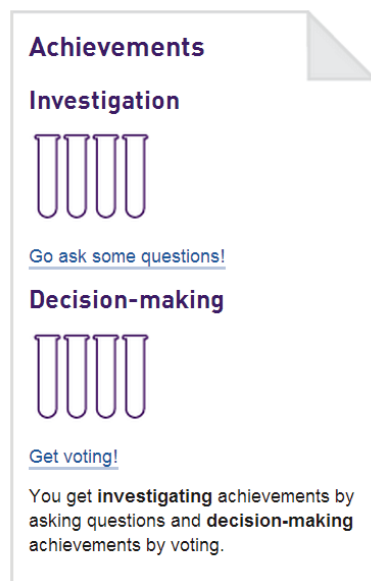 Achievements
Investigation
Go ask some questions!
Decision-making
Get voting!
You get investigating achievements by
asking questions and decision-making
achievements by voting.